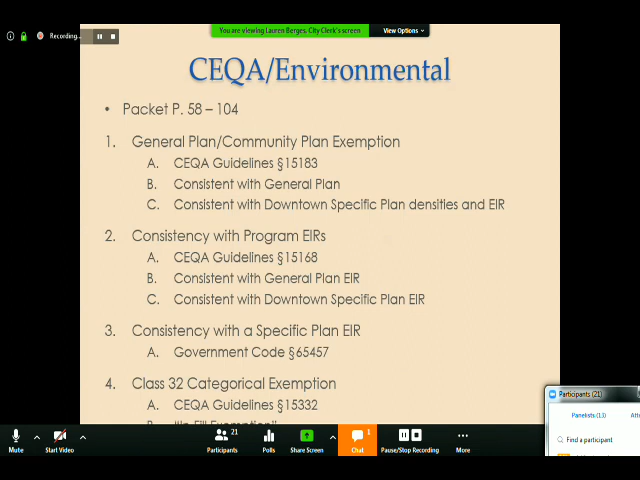 Recording...
You are viewing Lauren Berges, City Clerk's screen
View Options
CEQA/Environmental
• Packet P. 58 – 104
1. General Plan/Community Plan Exemption
A. CEQA Guidelines §15183
B. Consistent with General Plan
C. Consistent with Downtown Specific Plan densities and EIR
2. Consistency with Program EIRs
A. CEQA Guidelines §15168
B. Consistent with General Plan EIR
C. Consistent with Downtown Specific Plan EIR
3. Consistency with a Specific Plan EIR
A. Government Code §65457
4. Class 32 Categorical Exemption
A. CEQA Guidelines §15332
Participants (21)
Panelists (13)
Find a participant
21
1
Mute
Start Video
Participants
Polls
Share Screen
Chat
Pause/Stop Recording
More